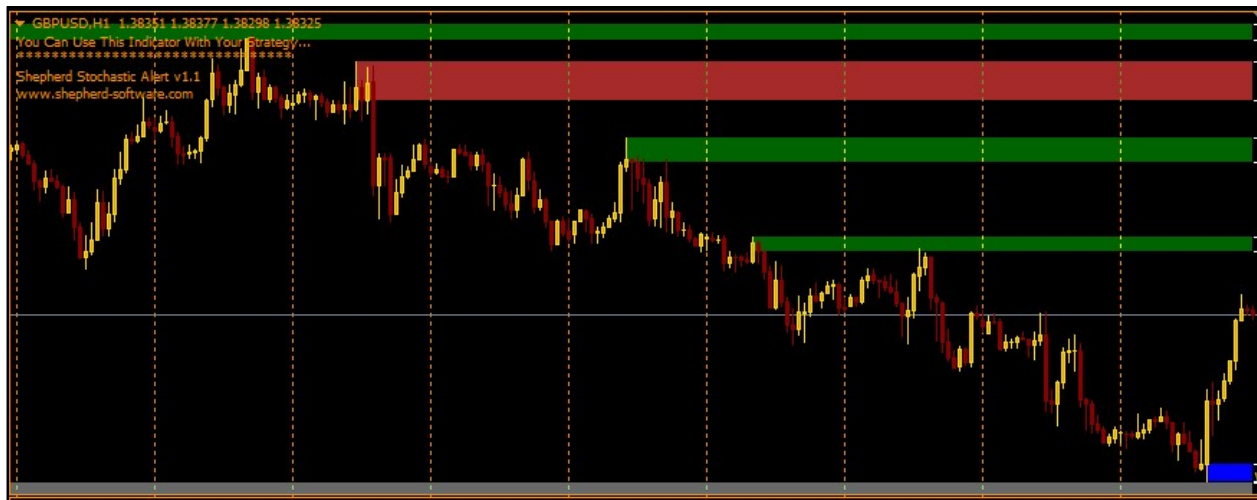 GBPUSD,H1 1.38351 1.38377 1.38298 1.38325
You Can Use This Indicator With Your Strategy...
********************************
Shepherd Stochastic Alert v1.1
www.shepherd-software.com